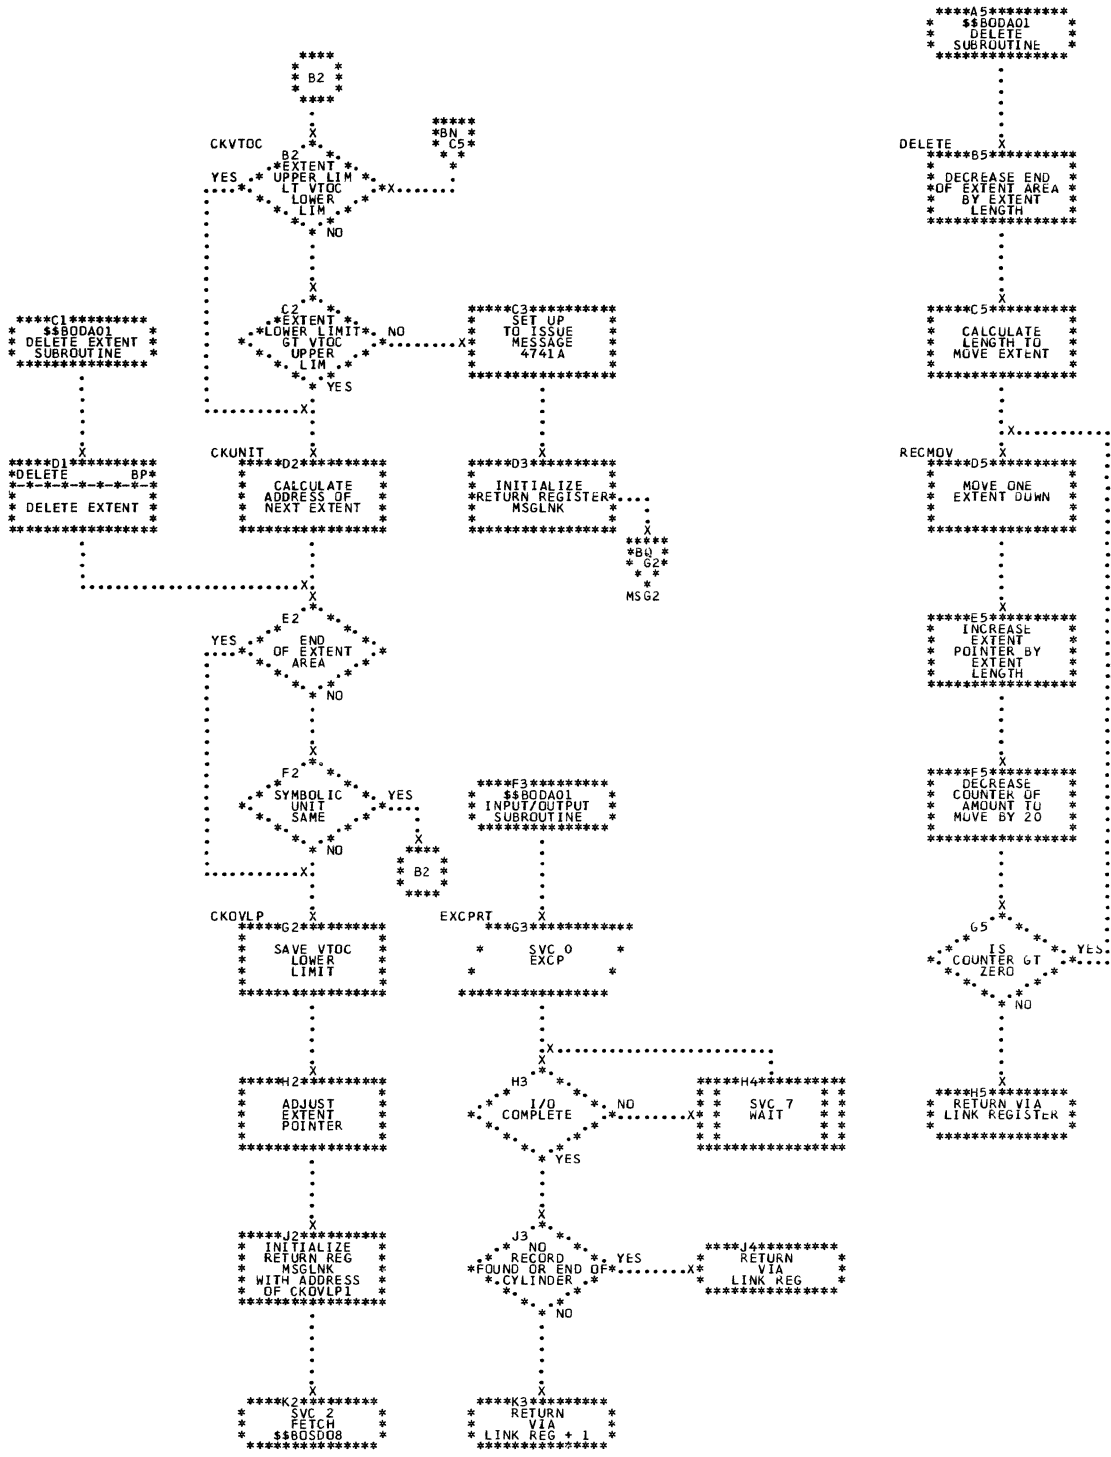 B2
CKVTOC
B2
EXTENT
UPPER LIM
LT VTOC
LOWER
LIM
YES
NO
BN
C5
C2
EXTENT
LOWER LIMIT
GT VTOC
UPPER
LIM
NO
YES
C3
SET UP
TO ISSUE
MESSAGE
4741A
C1
$$BODA01
DELETE EXTENT
SUBROUTINE
D1
DELETE BP
DELETE EXTENT
CKUNIT
D2
CALCULATE
ADDRESS OF
NEXT EXTENT
D3
INITIALIZE
RETURN REGISTER
MSGLNK
BQ
G2
MSG2
E2
END
OF EXTENT
AREA
YES
NO
F2
SYMBOLIC
UNIT
SAME
YES
NO
B2
F3
$$BODA01
INPUT/OUTPUT
SUBROUTINE
CKOVLP
G2
SAVE VTOC
LOWER
LIMIT
EXCPRT
G3
SVC 0
EXCP
H2
ADJUST
EXTENT
POINTER
H3
I/O
COMPLETE
NO
YES
H4
SVC 7
WAIT
J2
INITIALIZE
RETURN REG
MSGLNK
WITH ADDRESS
OF CKOVLP1
J3
NO
RECORD
FOUND OR END OF
CYLINDER
YES
NO
J4
RETURN
VIA
LINK REG
K2
SVC 2
FETCH
$$BOSD08
K3
RETURN
VIA
LINK REG + 1
A5
$$BODA01
DELETE
SUBROUTINE
DELETE
B5
DECREASE END
OF EXTENT AREA
BY EXTENT
LENGTH
C5
CALCULATE
LENGTH TO
MOVE EXTENT
RECMOV
D5
MOVE ONE
EXTENT DOWN
E5
INCREASE
EXTENT
POINTER BY
EXTENT
LENGTH
F5
DECREASE
COUNTER OF
AMOUNT TO
MOVE BY 20
G5
IS
COUNTER GT
ZERO
YES
NO
H5
RETURN VIA
LINK REGISTER